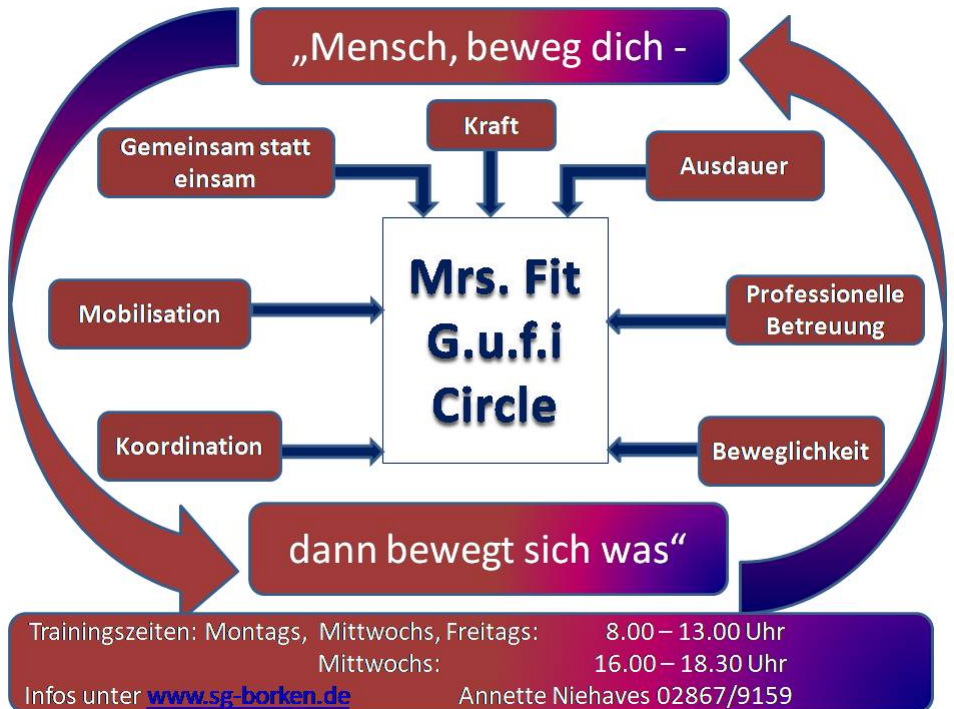 „Mensch, beweg dich -
Kraft
Gemeinsam statt
einsam
Ausdauer
Mrs. Fit
G.u.f.i
Circle
Mobilisation
Professionelle
Betreuung
Koordination
Beweglichkeit
dann bewegt sich was“
Trainingszeiten: Montags, Mittwochs, Freitags: 8.00 – 13.00 Uhr
Mittwochs: 16.00 – 18.30 Uhr
Infos unter www.sg-borken.de Annette Niehaves 02867/9159